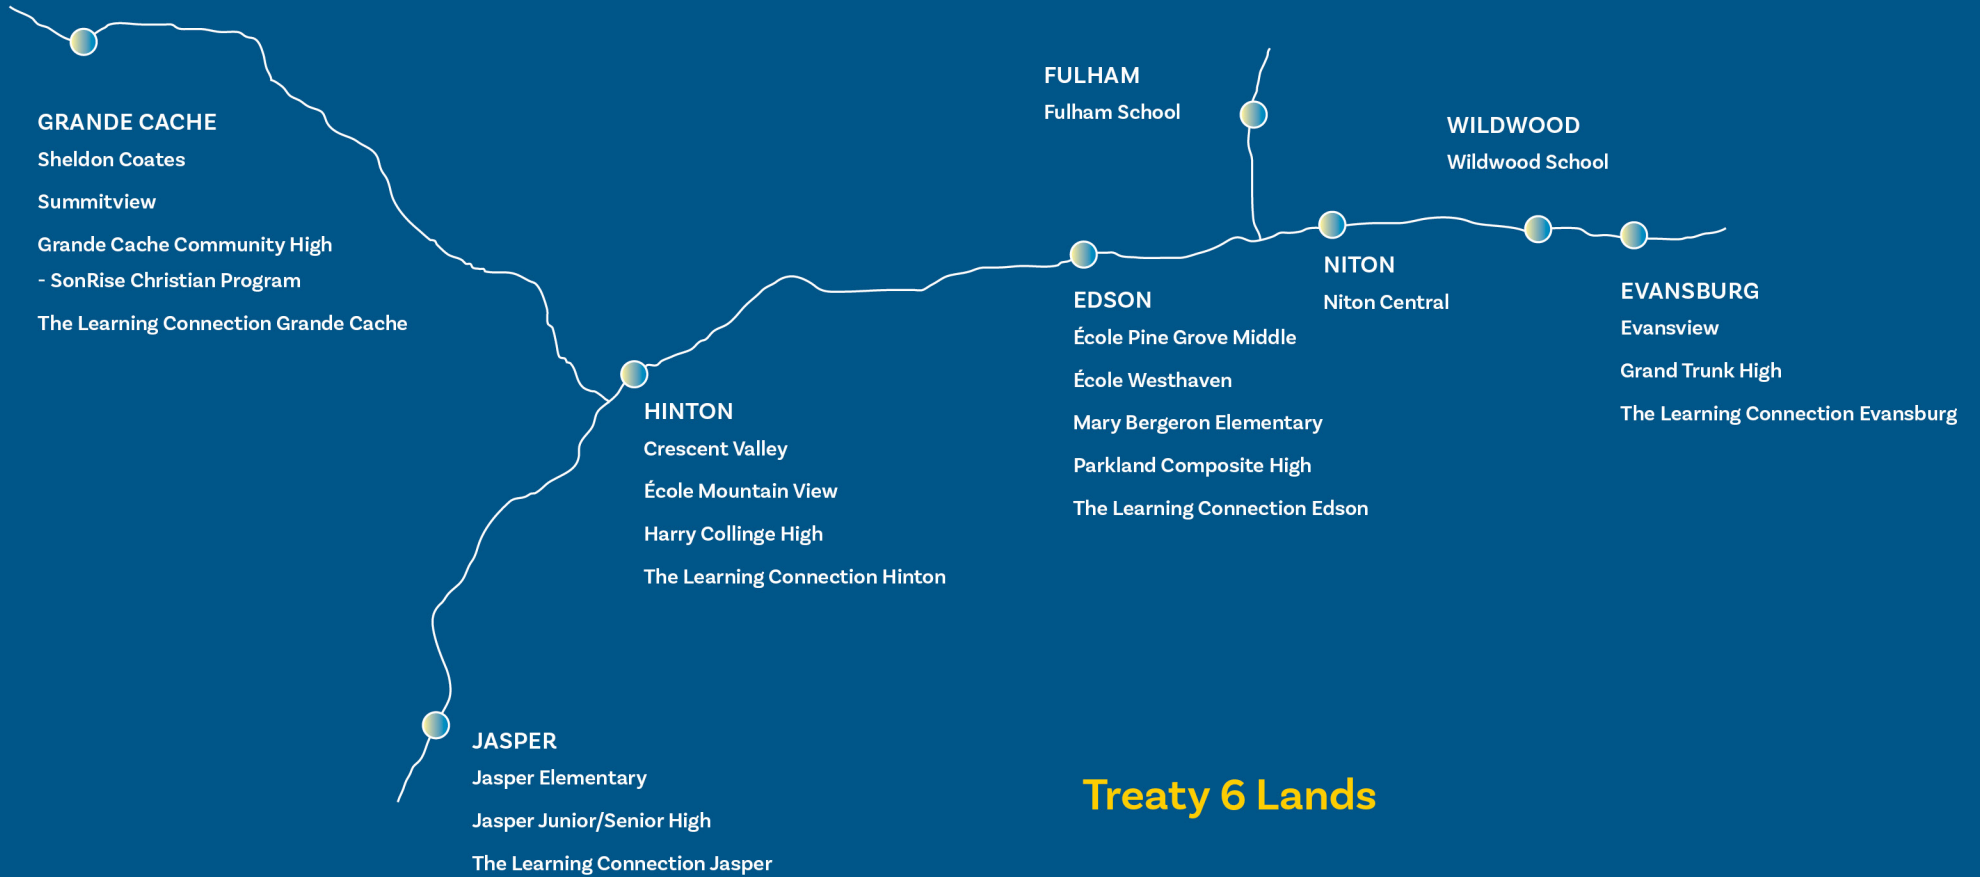 GRANDE CACHE
Sheldon Coates
Summitview
Grande Cache Community High
- SonRise Christian Program
The Learning Connection Grande Cache
FULHAM
Fulham School
WILDWOOD
Wildwood School
NITON
Niton Central
EDSON
École Pine Grove Middle
École Westhaven
Mary Bergeron Elementary
Parkland Composite High
The Learning Connection Edson
EVANSBURG
Evansview
Grand Trunk High
The Learning Connection Evansburg
HINTON
Crescent Valley
École Mountain View
Harry Collinge High
The Learning Connection Hinton
JASPER
Jasper Elementary
Jasper Junior/Senior High
The Learning Connection Jasper
Treaty 6 Lands